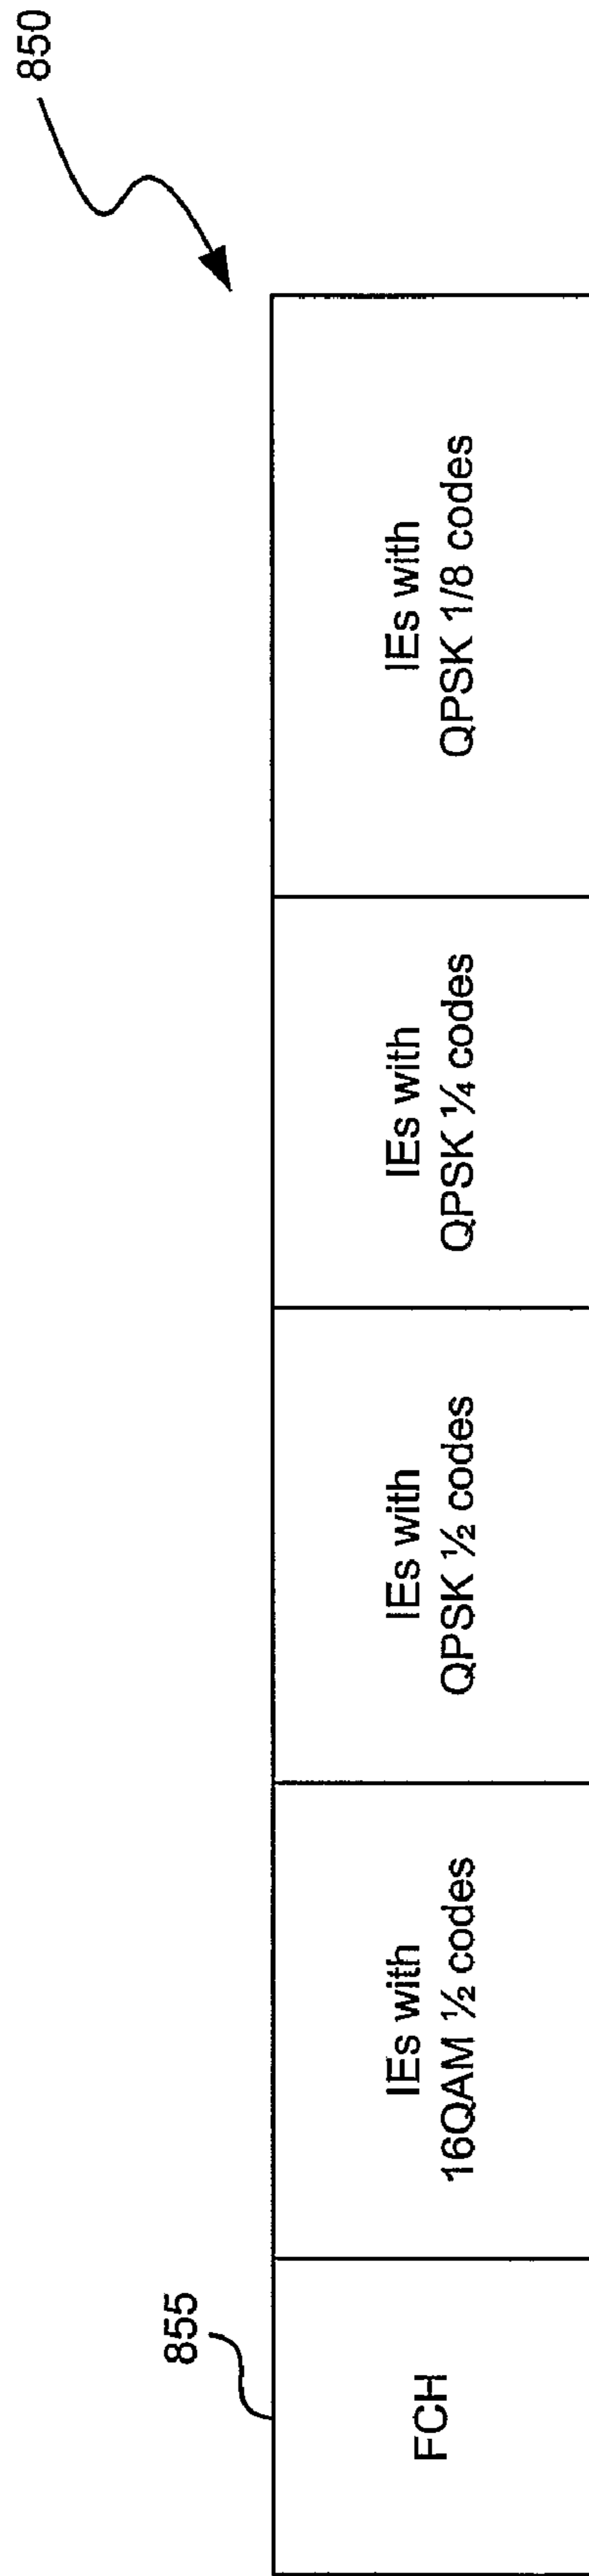 850
855
FCH
IEs with
16QAM ½ codes
IEs with
QPSK ½ codes
IEs with
QPSK ¼ codes
IEs with
QPSK 1/8 codes